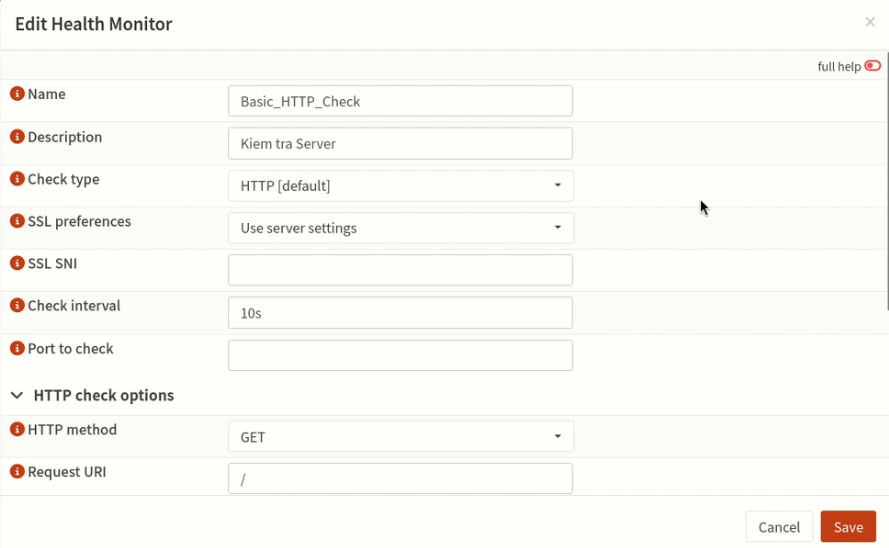 Edit Health Monitor
×
full help
Name
Basic_HTTP_Check
Description
Kiem tra Server
Check type
HTTP [default]
SSL preferences
Use server settings
SSL SNI
Check interval
10s
Port to check
HTTP check options
HTTP method
GET
Request URI
/
Cancel
Save